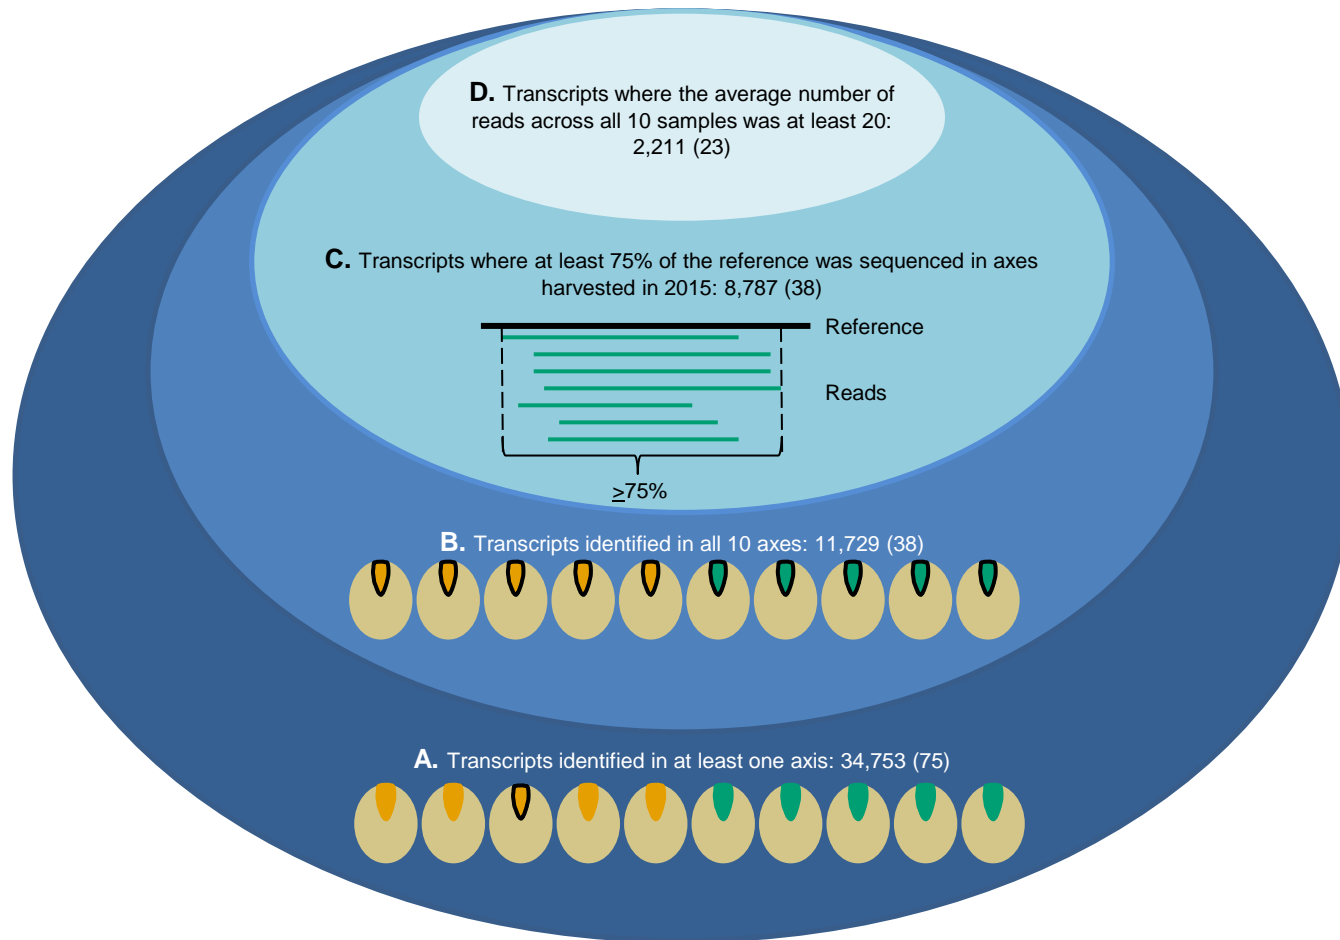 D. Transcripts where the average number of
reads across all 10 samples was at least 20:
2,211 (23)
C. Transcripts where at least 75% of the reference was sequenced in axes
harvested in 2015: 8,787 (38)
Reference
Reads
≥75%
B. Transcripts identified in all 10 axes: 11,729 (38)
A. Transcripts identified in at least one axis: 34,753 (75)